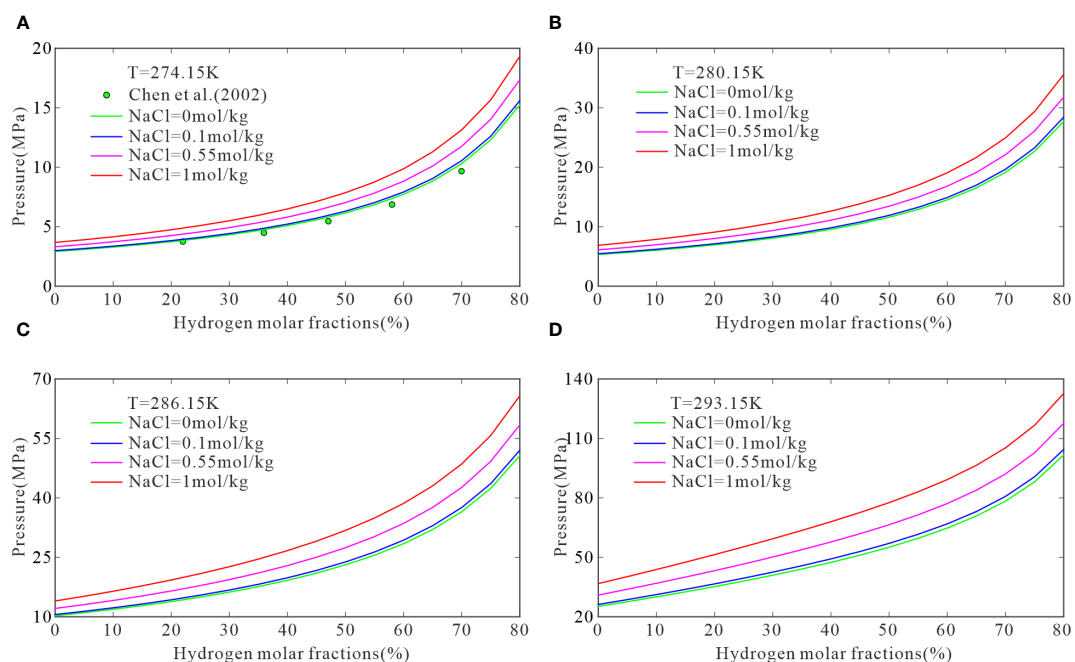 A
Pressure(MPa)
20
15
10
5
0
T=274.15K
Chen et al.(2002)
NaCl=0mol/kg
NaCl=0.1mol/kg
NaCl=0.55mol/kg
NaCl=1mol/kg
0 10 20 30 40 50 60 70 80
Hydrogen molar fractions(%)
B
Pressure(MPa)
40
30
20
10
0
T=280.15K
NaCl=0mol/kg
NaCl=0.1mol/kg
NaCl=0.55mol/kg
NaCl=1mol/kg
0 10 20 30 40 50 60 70 80
Hydrogen molar fractions(%)
C
Pressure(MPa)
70
55
40
25
10
T=286.15K
NaCl=0mol/kg
NaCl=0.1mol/kg
NaCl=0.55mol/kg
NaCl=1mol/kg
0 10 20 30 40 50 60 70 80
Hydrogen molar fractions(%)
D
Pressure(MPa)
140
110
80
50
20
T=293.15K
NaCl=0mol/kg
NaCl=0.1mol/kg
NaCl=0.55mol/kg
NaCl=1mol/kg
0 10 20 30 40 50 60 70 80
Hydrogen molar fractions(%)